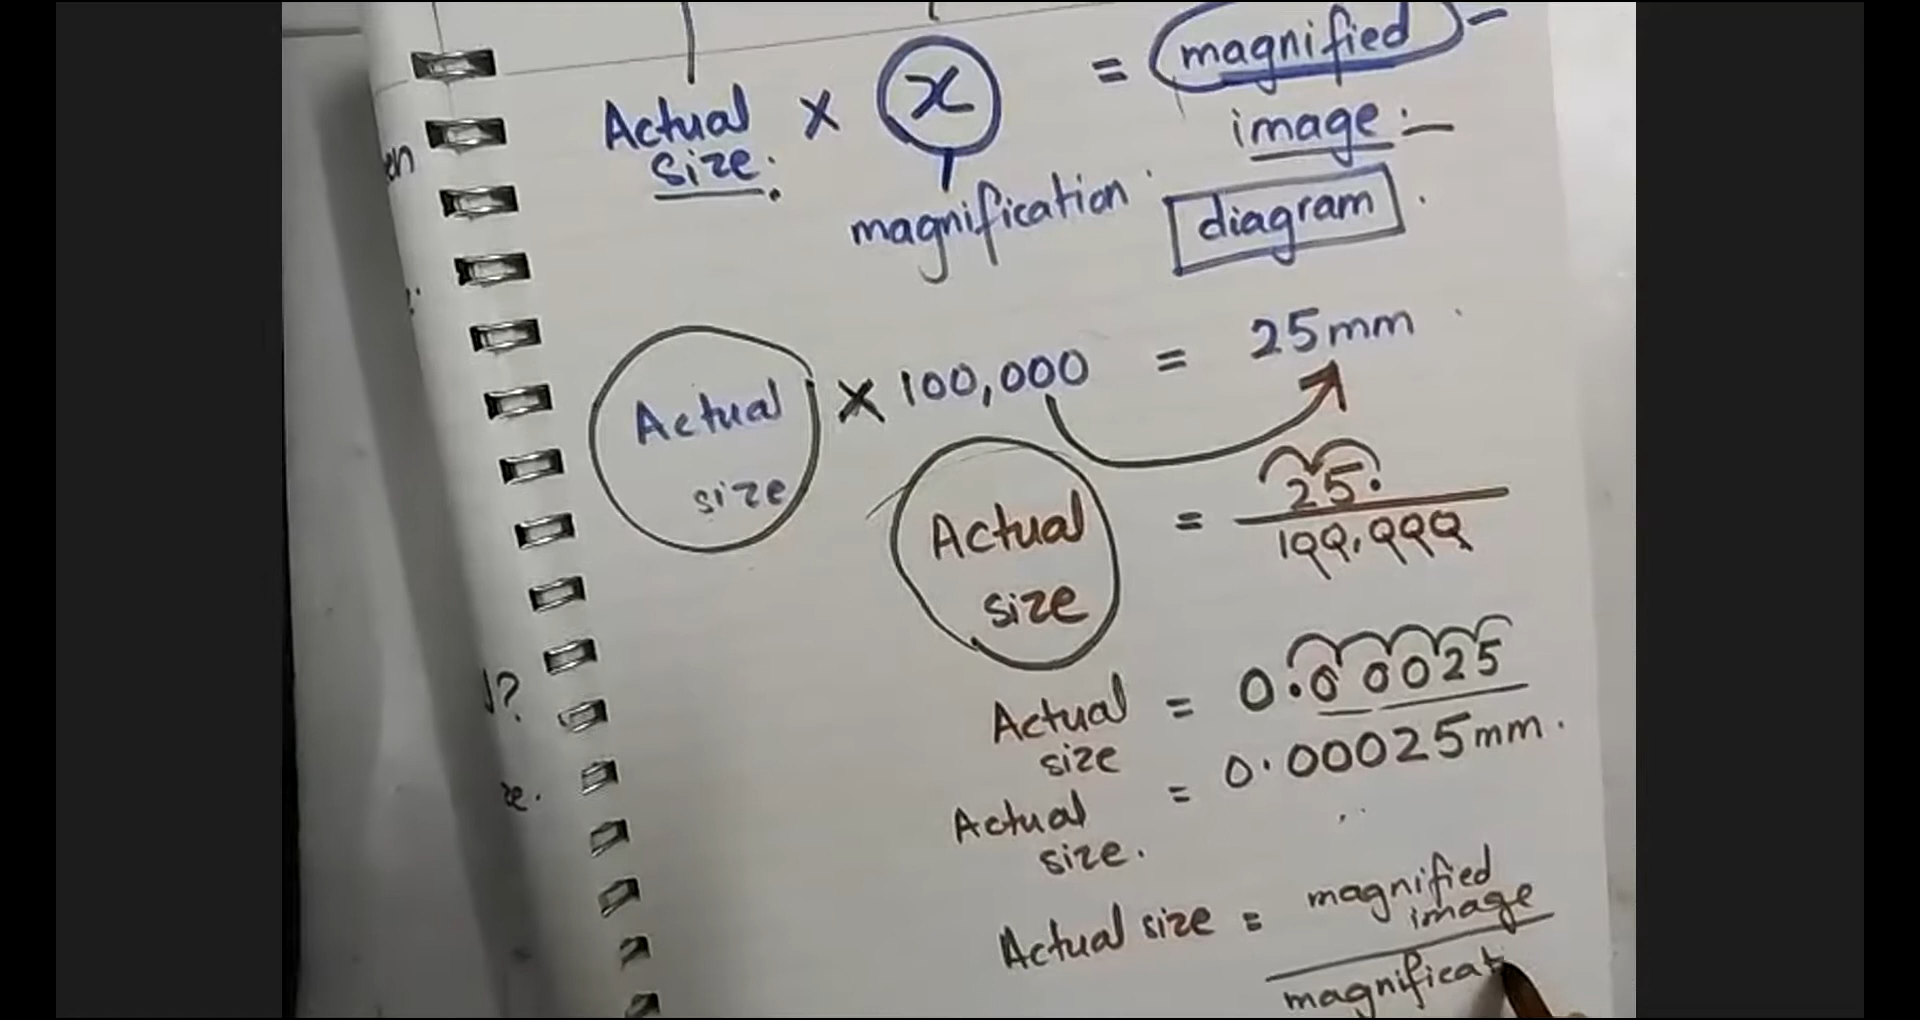 Actual × x = magnified
size. image.
magnification diagram
en
Actual × 100,000 = 25mm
size
Actual = 25.
size 100,000
Actual = 0.00025
size
Actual = 0.00025mm.
size.
Actual size = magnified
image
magnificat